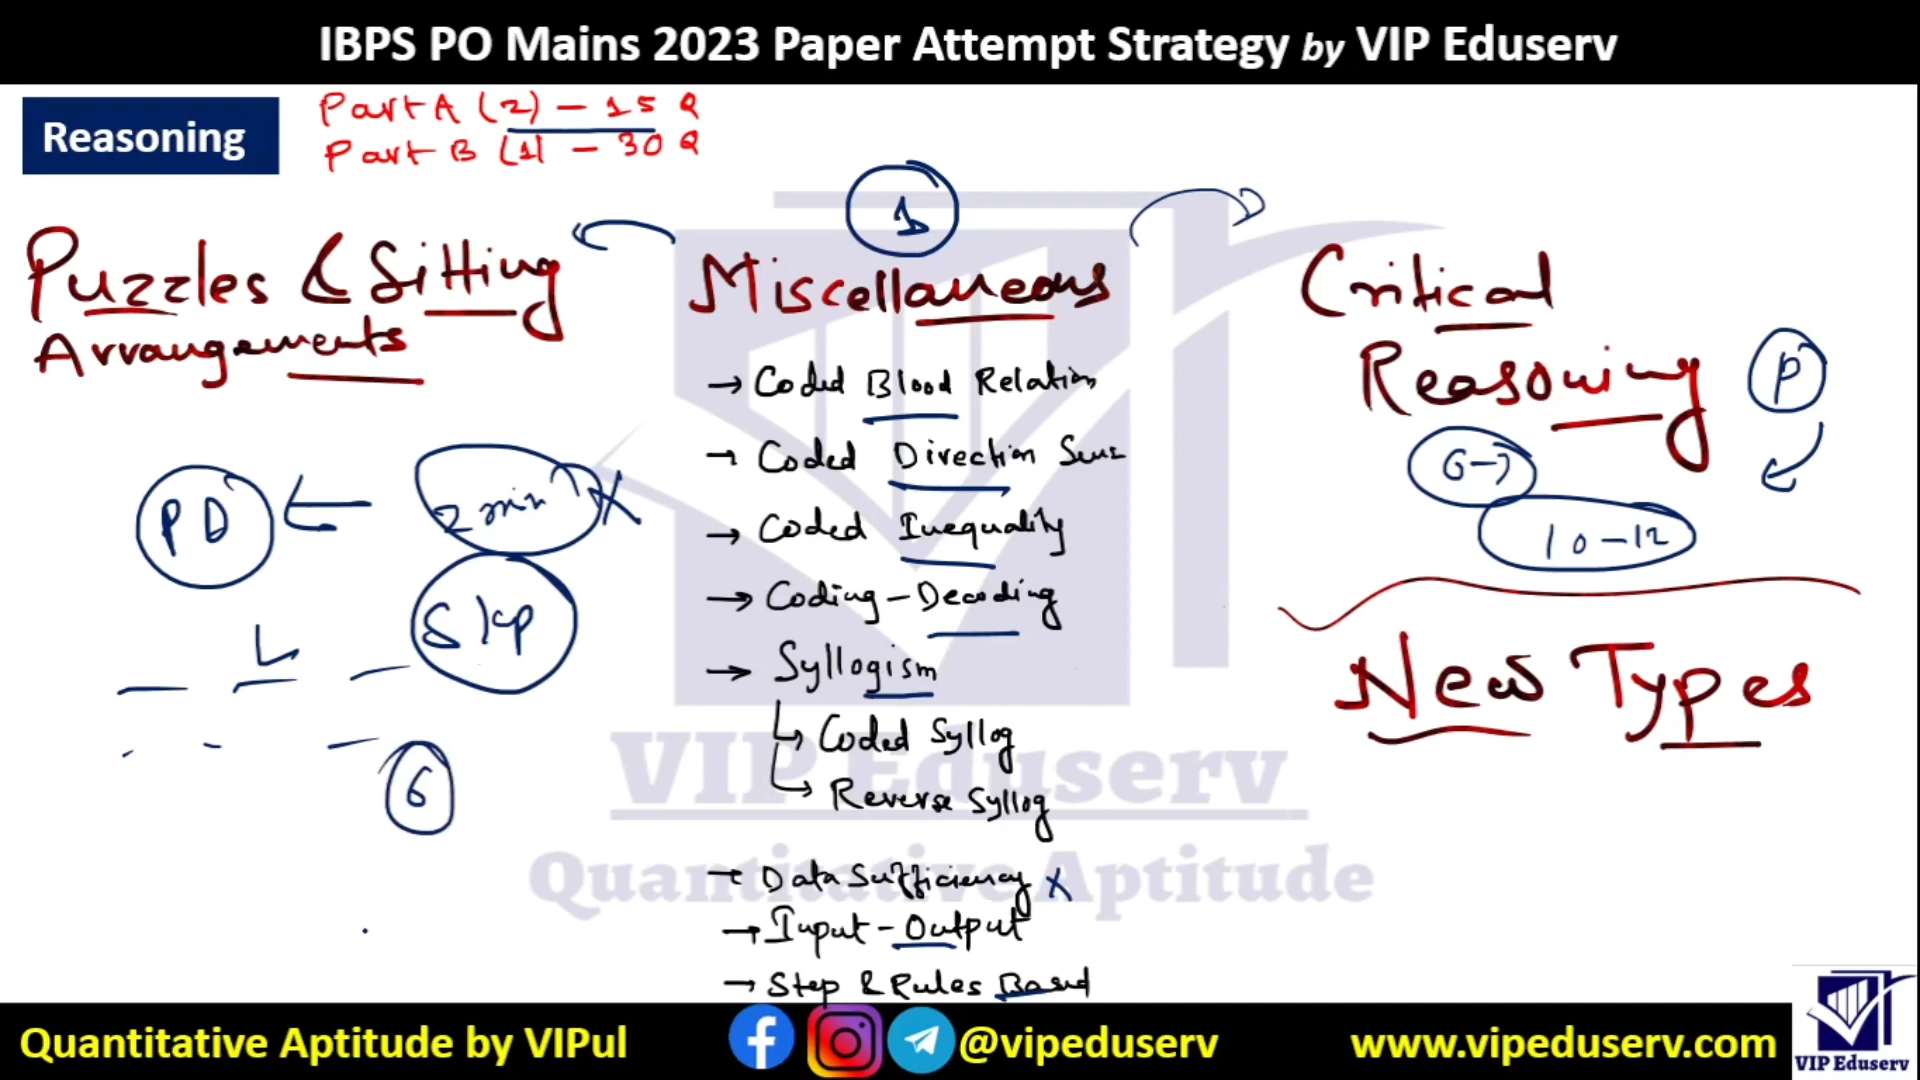 IBPS PO Mains 2023 Paper Attempt Strategy by VIP Eduserv
Reasoning
Part A (2) – 15 Q
Part B (1) – 30 Q
1
Puzzles & Sitting
Arrangements
PD
2 min
X
Skip
6
Miscellaneous
→ Coded Blood Relation
→ Coded Direction Sens
→ Coded Inequality
→ Coding - Decoding
→ Syllogism
↳ Coded Syllog
↳ Reverse Syllog
→ Data Sufficiency X
→ Input - Output
→ Step & Rules Based
Critical
Reasoning
P
6-7
10-12
New Types
VIP Eduserv
Quantitative Aptitude
Quantitative Aptitude by VIPul
@vipeduserv
www.vipeduserv.com
VIP Eduserv